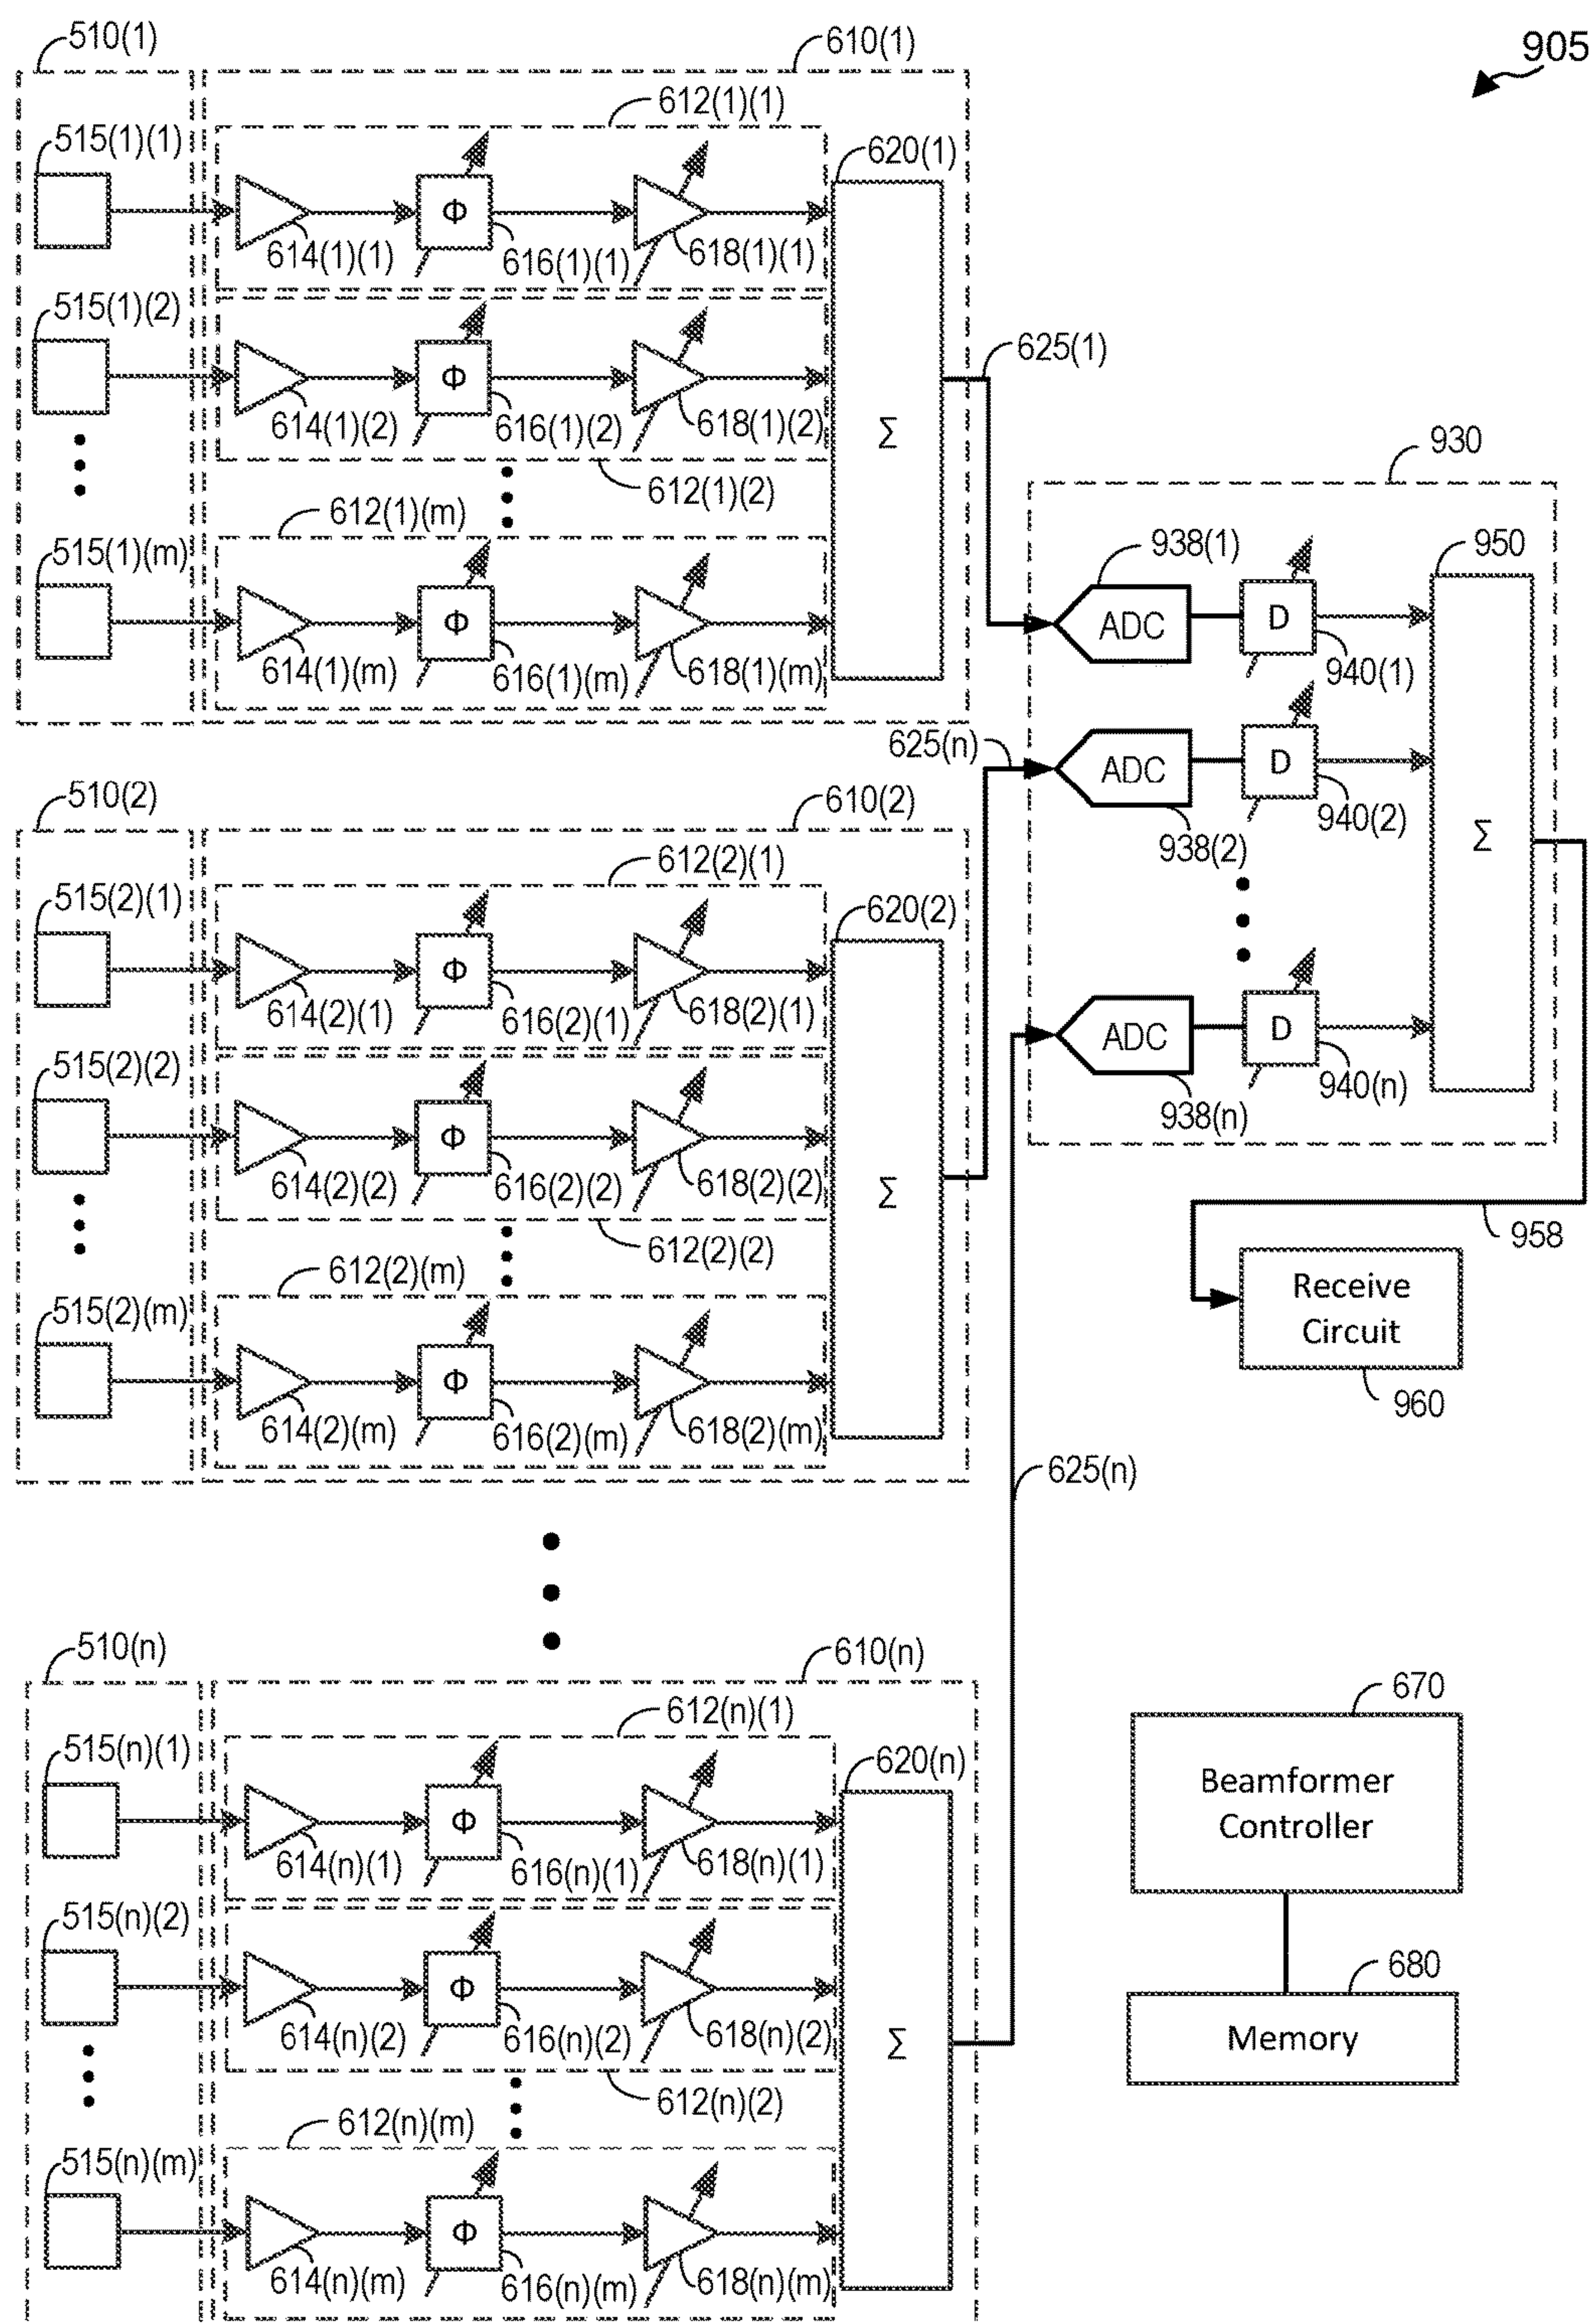 905
510(1)
610(1)
612(1)(1)
515(1)(1)
620(1)
Φ
614(1)(1)
616(1)(1)
618(1)(1)
515(1)(2)
625(1)
Φ
614(1)(2)
616(1)(2)
618(1)(2)
Σ
612(1)(2)
612(1)(m)
515(1)(m)
Φ
614(1)(m)
616(1)(m)
618(1)(m)
930
938(1)
950
ADC
D
940(1)
625(n)
ADC
D
940(2)
938(2)
Σ
ADC
D
940(n)
938(n)
958
Receive
Circuit
960
510(2)
610(2)
612(2)(1)
515(2)(1)
620(2)
Φ
614(2)(1)
616(2)(1)
618(2)(1)
515(2)(2)
Φ
614(2)(2)
616(2)(2)
618(2)(2)
Σ
612(2)(2)
612(2)(m)
515(2)(m)
Φ
614(2)(m)
616(2)(m)
618(2)(m)
625(n)
510(n)
610(n)
612(n)(1)
515(n)(1)
620(n)
Φ
614(n)(1)
616(n)(1)
618(n)(1)
515(n)(2)
Φ
614(n)(2)
616(n)(2)
618(n)(2)
Σ
612(n)(2)
612(n)(m)
515(n)(m)
Φ
614(n)(m)
616(n)(m)
618(n)(m)
670
Beamformer
Controller
680
Memory